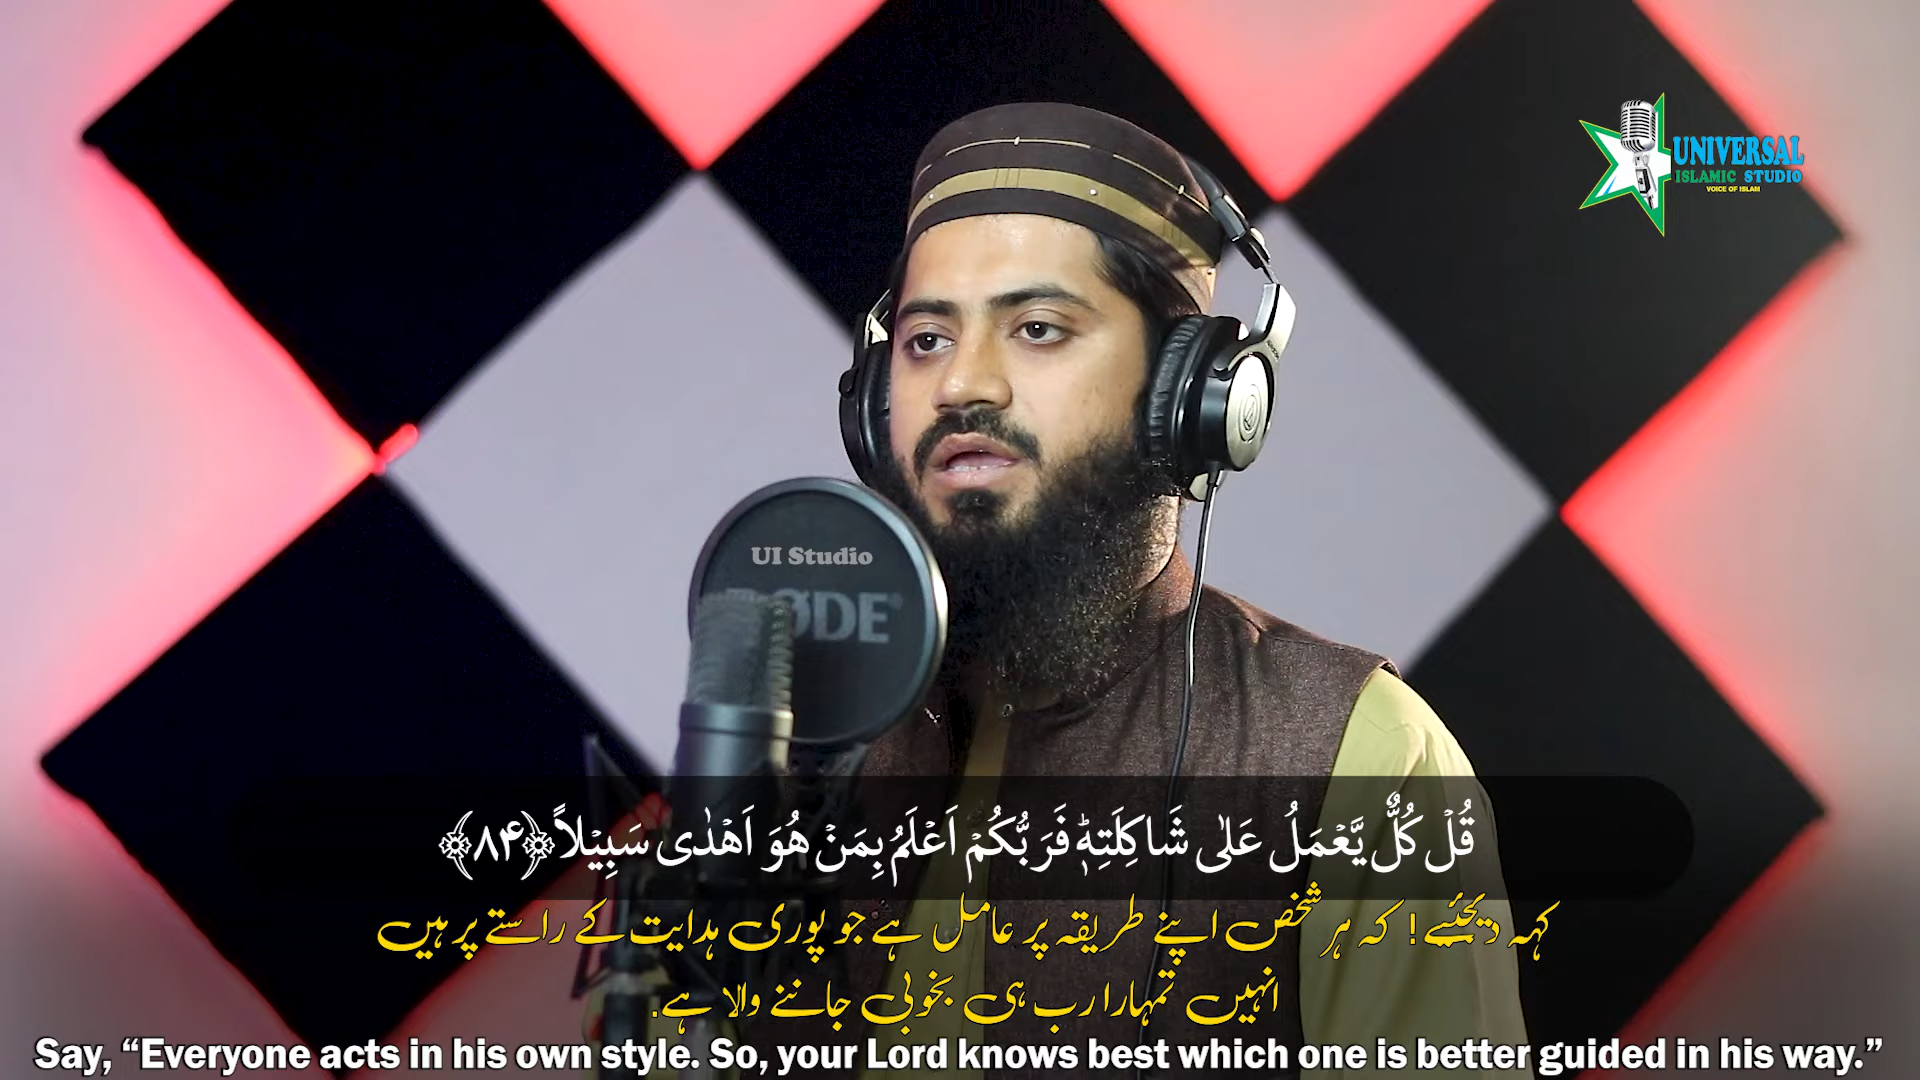 UNIVERSAL
ISLAMIC STUDIO
VOICE OF ISLAM
UI Studio
RØDE
قُلۡ كُلٌّ يَّعۡمَلُ عَلٰى شَاكِلَتِهٖؕ فَرَبُّكُمۡ اَعۡلَمُ بِمَنۡ هُوَ اَهۡدٰى سَبِيۡلاً ﴿۸۴﴾
کہہ دیجئیے! کہ ہر شخص اپنے طریقہ پر عامل ہے جو پوری ہدایت کے راستے پر ہیں
انہیں تمہارا رب ہی بخوبی جاننے والا ہے.
Say, “Everyone acts in his own style. So, your Lord knows best which one is better guided in his way.”